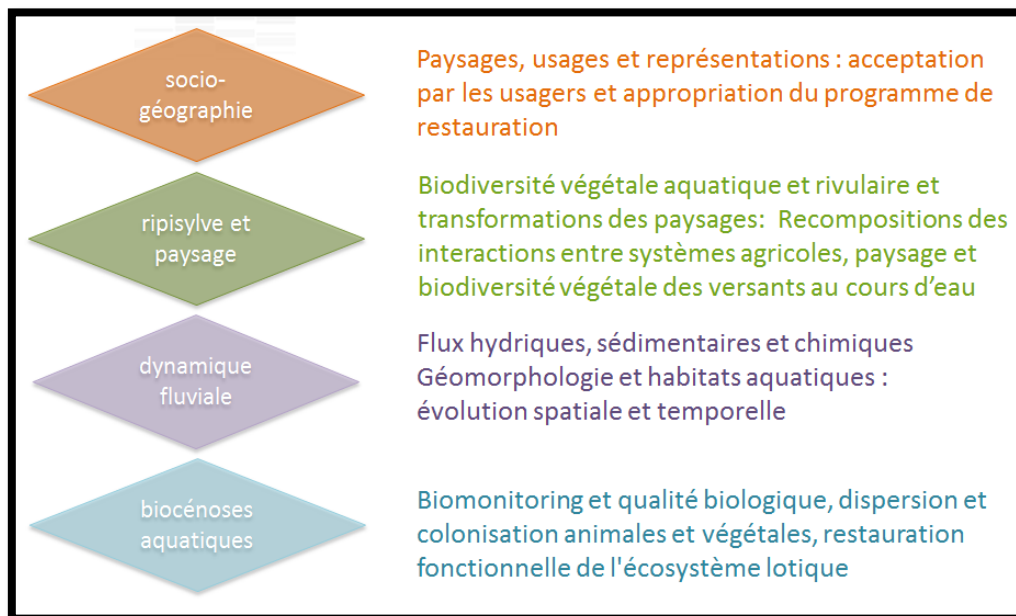 socio-
géographie
Paysages, usages et représentations : acceptation
par les usagers et appropriation du programme de
restauration
ripisylve et
paysage
Biodiversité végétale aquatique et rivulaire et
transformations des paysages: Recompositions des
interactions entre systèmes agricoles, paysage et
biodiversité végétale des versants au cours d’eau
dynamique
fluviale
Flux hydriques, sédimentaires et chimiques
Géomorphologie et habitats aquatiques :
évolution spatiale et temporelle
biocénoses
aquatiques
Biomonitoring et qualité biologique, dispersion et
colonisation animales et végétales, restauration
fonctionnelle de l'écosystème lotique